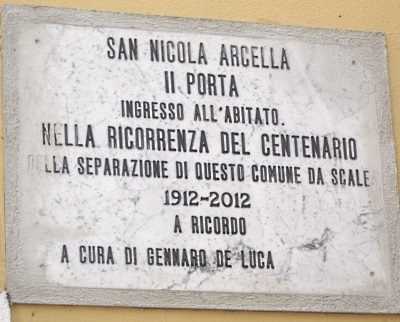 SAN NICOLA ARCELLA
II PORTA
INGRESSO ALL'ABITATO.
NELLA RICORRENZA DEL CENTENARIO
DELLA SEPARAZIONE DI QUESTO COMUNE DA SCALEA
1912-2012
A RICORDO
A CURA DI GENNARO DE LUCA